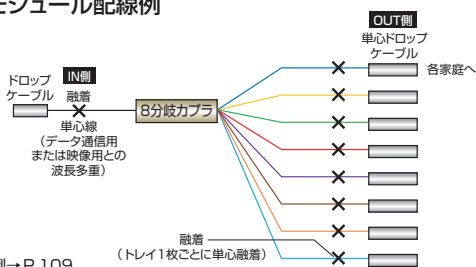 モジュール配線例
OUT側
単心ドロップ
ケーブル
各家庭へ
ドロップ
ケーブル
IN側
融着
単心線
(データ通信用
または映像用との
波長多重)
8分岐カプラ
融着
(トレイ1枚ごとに単心融着)
→P.109